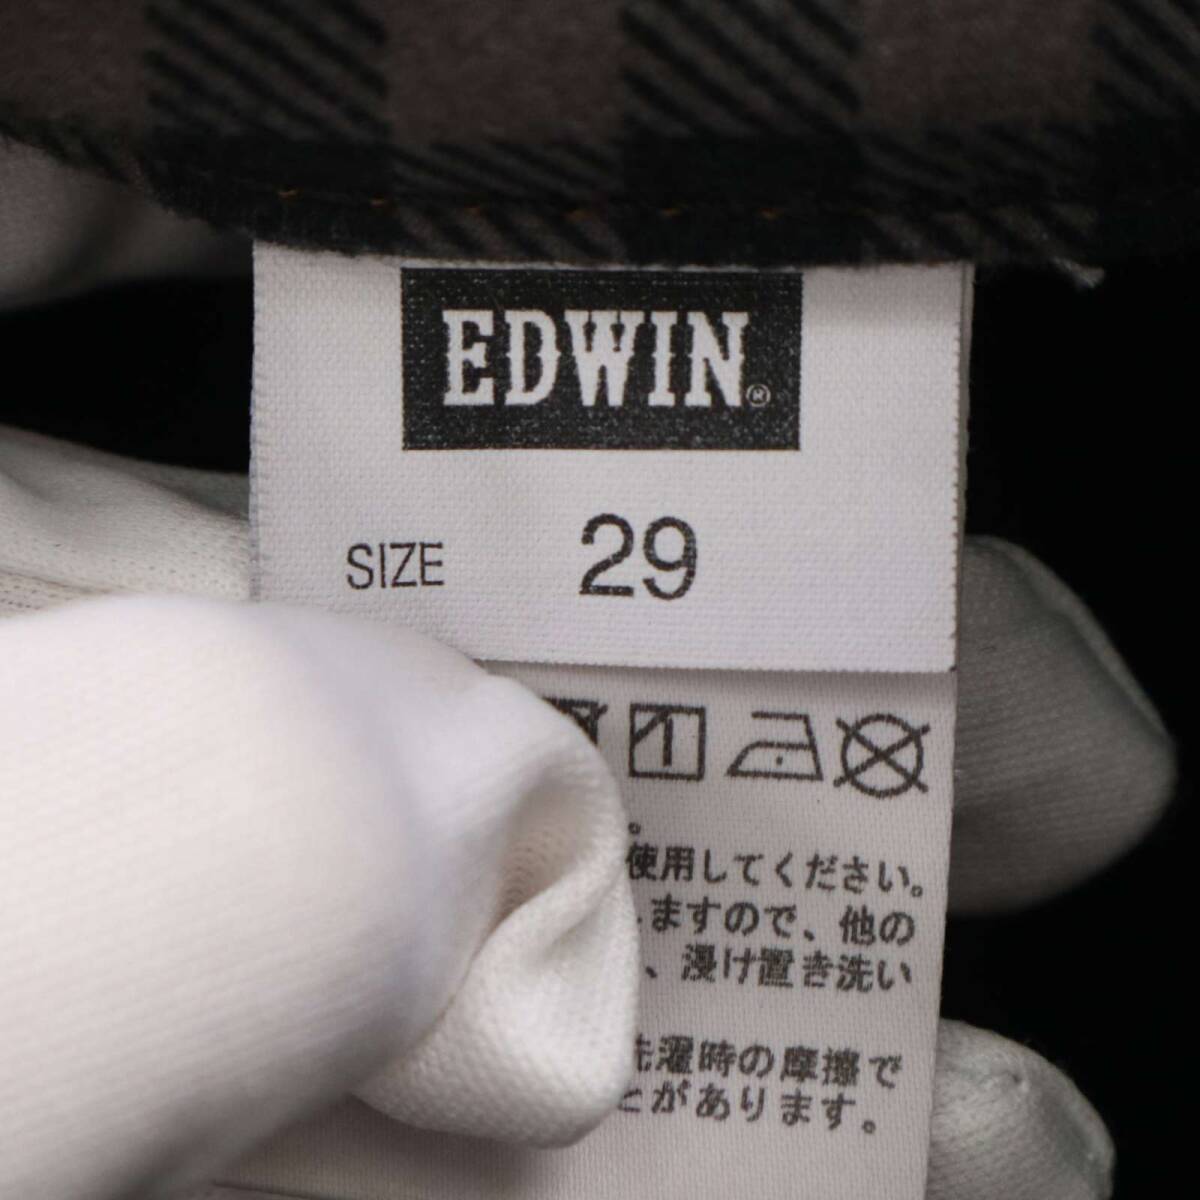 EDWIN®
SIZE 29
。
使用してください。
ますので、他の
、浸け置き洗い
洗濯時の摩擦で
とがあります。